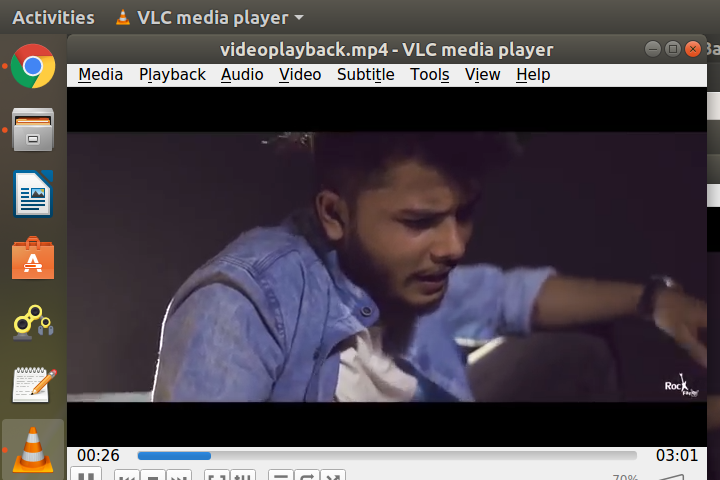 Activities VLC media player
videoplayback.mp4 - VLC media player
Media Playback Audio Video Subtitle Tools View Help
Rock
00:26 03:01
70%